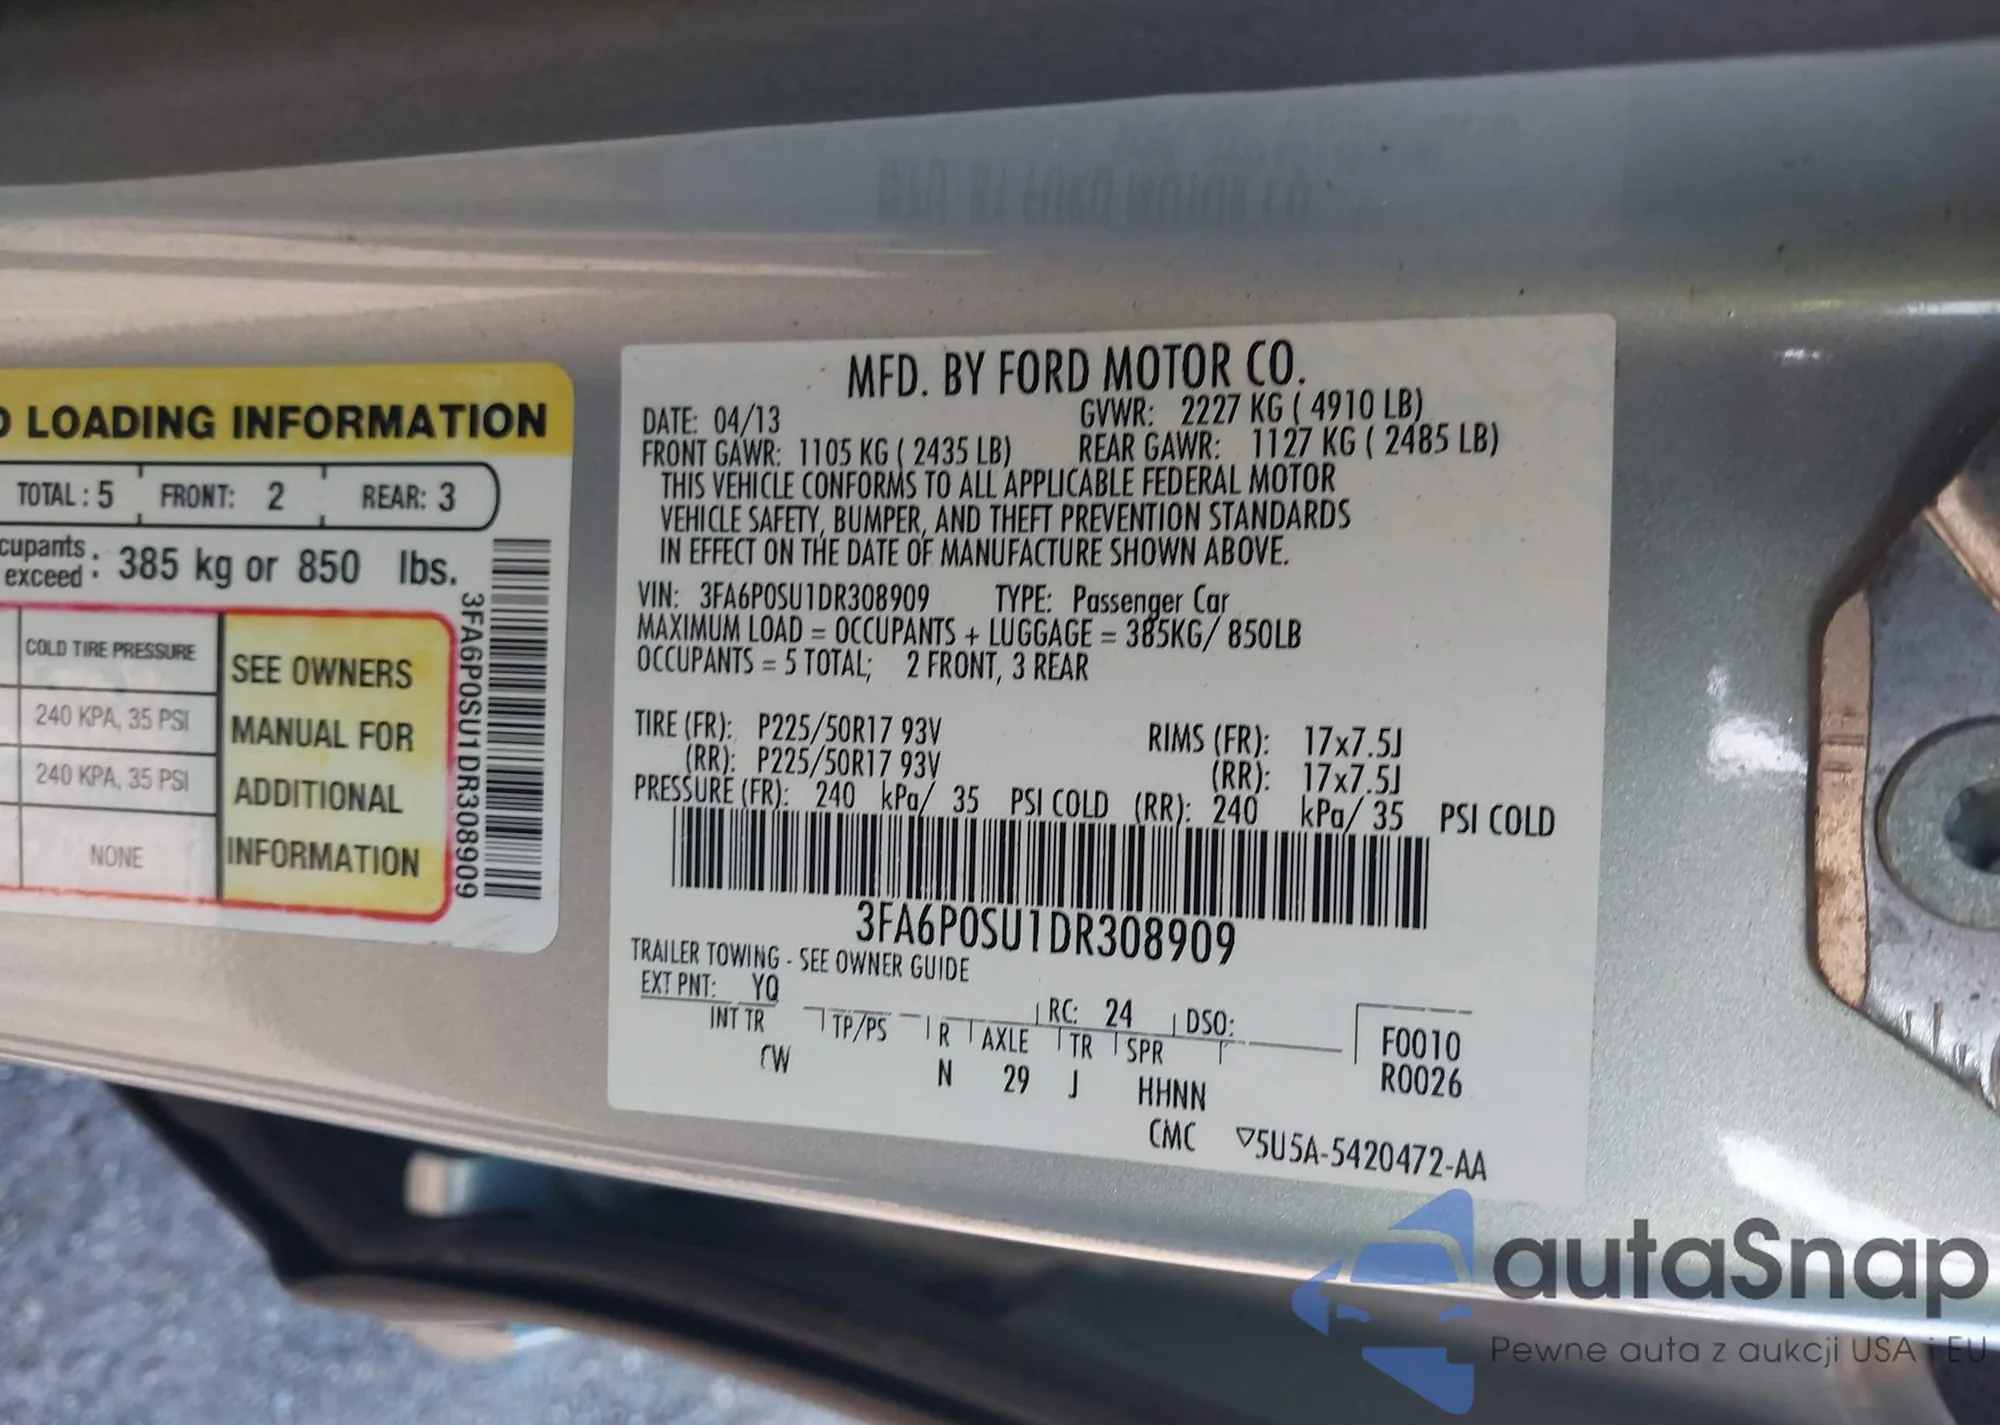 LOADING INFORMATION
TOTAL : 5 FRONT: 2 REAR: 3
exceed : 385 kg or 850 lbs.
COLD TIRE PRESSURE
240 KPA, 35 PSI
240 KPA, 35 PSI
NONE
SEE OWNERS
MANUAL FOR
ADDITIONAL
INFORMATION
3FA6P0SU1DR308909
MFD. BY FORD MOTOR CO.
DATE: 04/13 GVWR: 2227 KG ( 4910 LB)
FRONT GAWR: 1105 KG ( 2435 LB) REAR GAWR: 1127 KG ( 2485 LB)
THIS VEHICLE CONFORMS TO ALL APPLICABLE FEDERAL MOTOR
VEHICLE SAFETY, BUMPER, AND THEFT PREVENTION STANDARDS
IN EFFECT ON THE DATE OF MANUFACTURE SHOWN ABOVE.
VIN: 3FA6P0SU1DR308909 TYPE: Passenger Car
MAXIMUM LOAD = OCCUPANTS + LUGGAGE = 385KG/ 850LB
OCCUPANTS = 5 TOTAL; 2 FRONT, 3 REAR
TIRE (FR): P225/50R17 93V RIMS (FR): 17x7.5J
(RR): P225/50R17 93V (RR): 17x7.5J
PRESSURE (FR): 240 kPa/ 35 PSI COLD (RR): 240 kPa/ 35 PSI COLD
3FA6P0SU1DR308909
TRAILER TOWING - SEE OWNER GUIDE
EXT PNT: YQ RC: 24 DSO:
INT TR TP/PS R AXLE TR SPR F0010
CW N 29 J HHNN R0026
CMC ▽5U5A-5420472-AA
autaSnap
Pewne auta z aukcji USA i EU